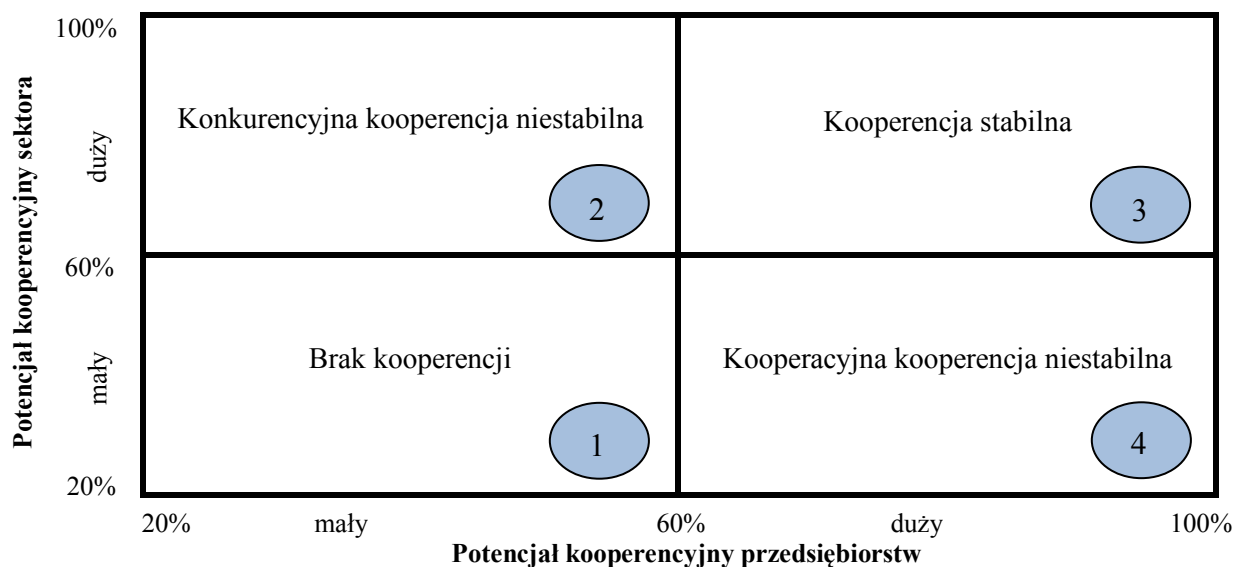 100%
Konkurencyjna kooperencja niestabilna
Kooperencja stabilna
duży
2
3
Potencjał kooperencyjny sektora
60%
Brak kooperencji
Kooperacyjna kooperencja niestabilna
mały
1
4
20%
20% mały 60% duży 100%
Potencjał kooperencyjny przedsiębiorstw